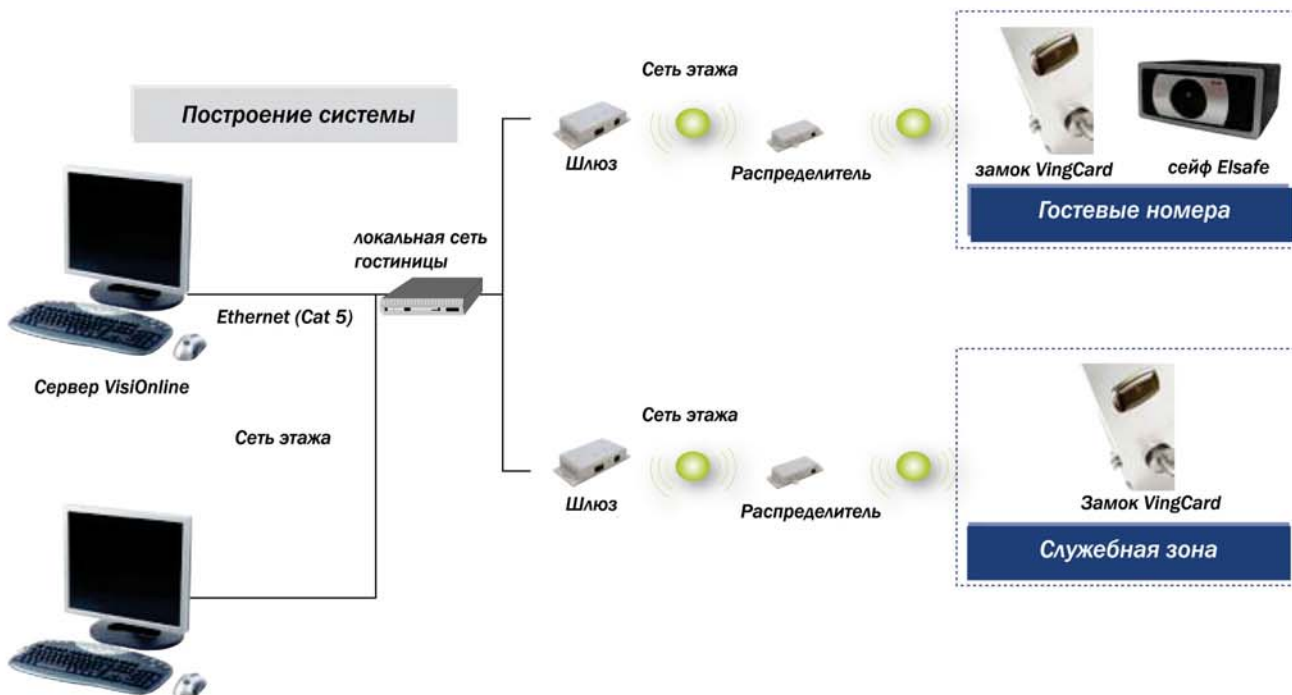 Построение системы
Сервер VisiOnline
Ethernet (Cat 5)
Сеть этажа
локальная сеть
гостиницы
Шлюз
Сеть этажа
Распределитель
замок VingCard
сейф Elsafe
Гостевые номера
Шлюз
Сеть этажа
Распределитель
Замок VingCard
Служебная зона